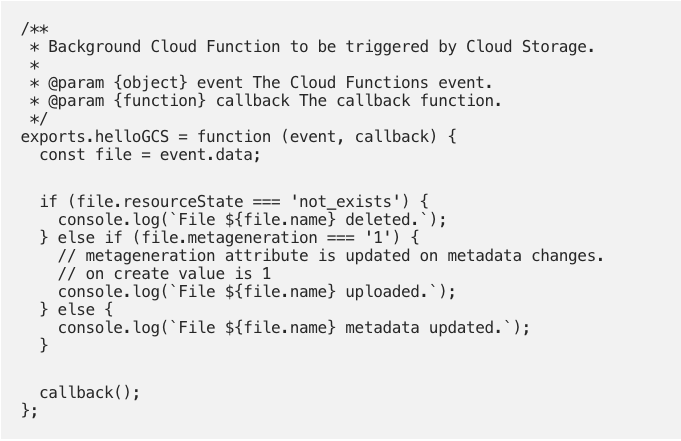 /**
 * Background Cloud Function to be triggered by Cloud Storage.
 *
 * @param {object} event The Cloud Functions event.
 * @param {function} callback The callback function.
 */
exports.helloGCS = function (event, callback) {
  const file = event.data;

  if (file.resourceState === 'not_exists') {
    console.log(`File ${file.name} deleted.`);
  } else if (file.metageneration === '1') {
    // metageneration attribute is updated on metadata changes.
    // on create value is 1
    console.log(`File ${file.name} uploaded.`);
  } else {
    console.log(`File ${file.name} metadata updated.`);
  }

  callback();
};